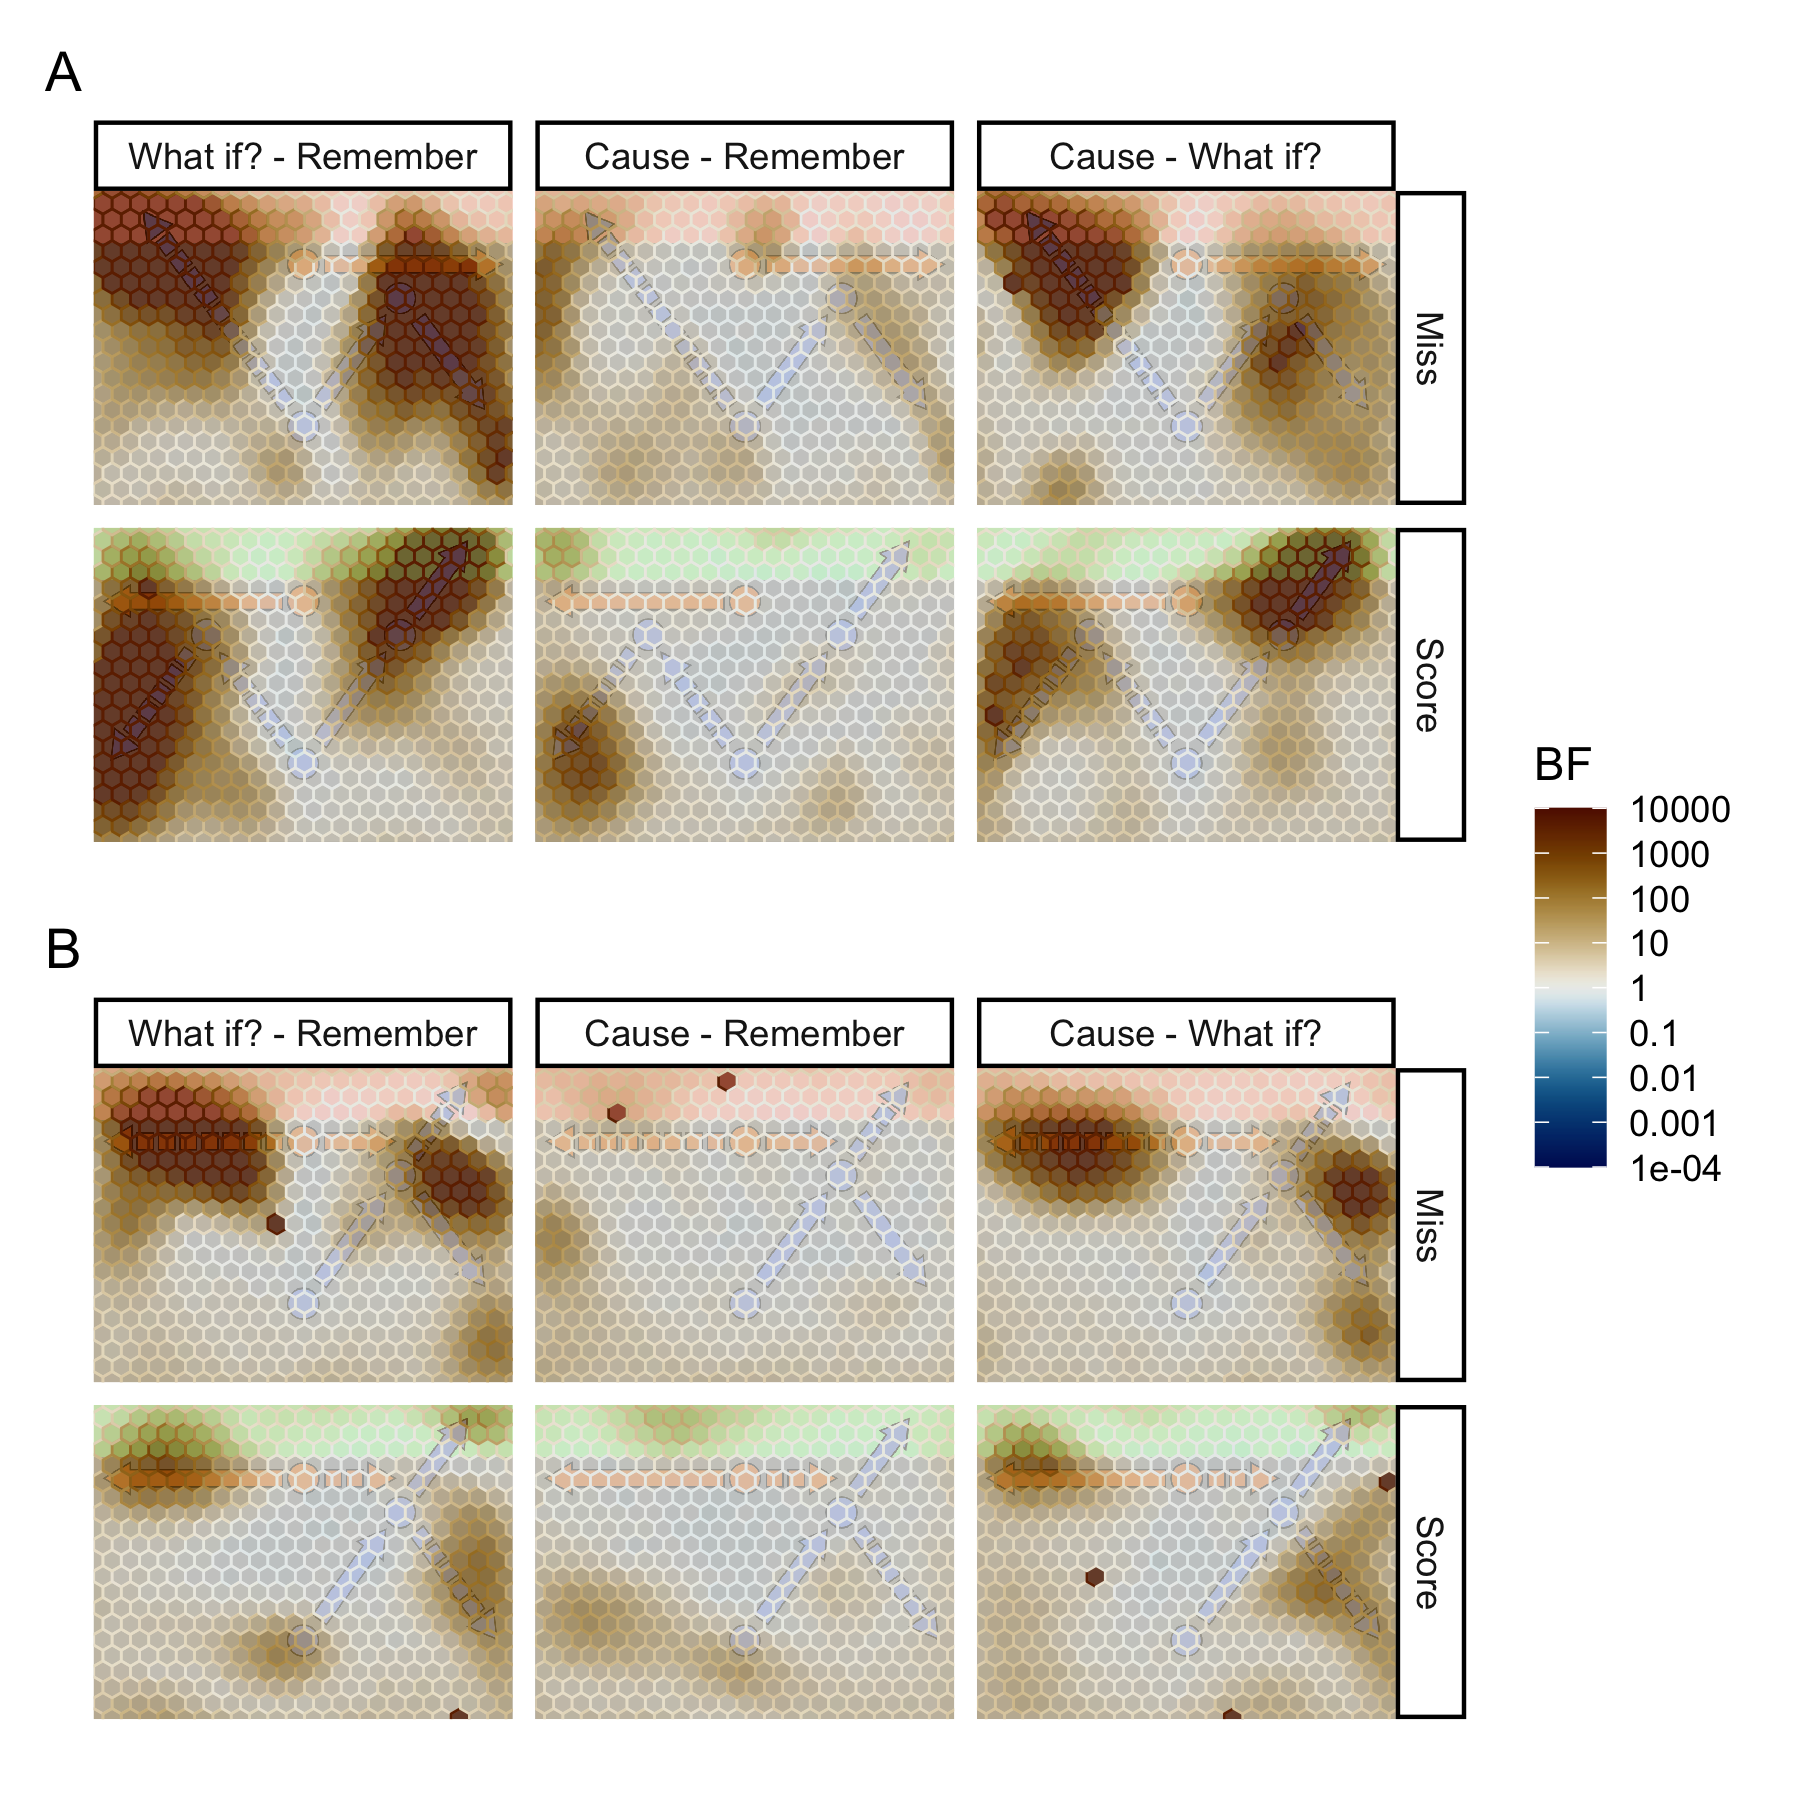 A
What if? - Remember
Cause - Remember
Cause - What if?
Miss
Score
BF
10000
1000
100
10
1
0.1
0.01
0.001
1e-04
B
What if? - Remember
Cause - Remember
Cause - What if?
Miss
Score